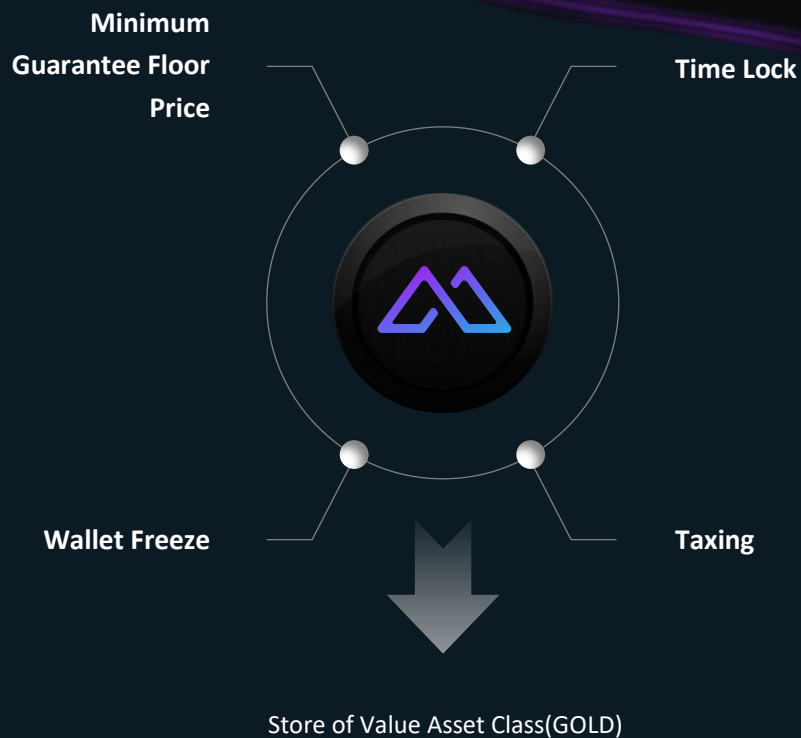 Minimum
Guarantee Floor
Price
Time Lock
Wallet Freeze
Taxing
Store of Value Asset Class(GOLD)